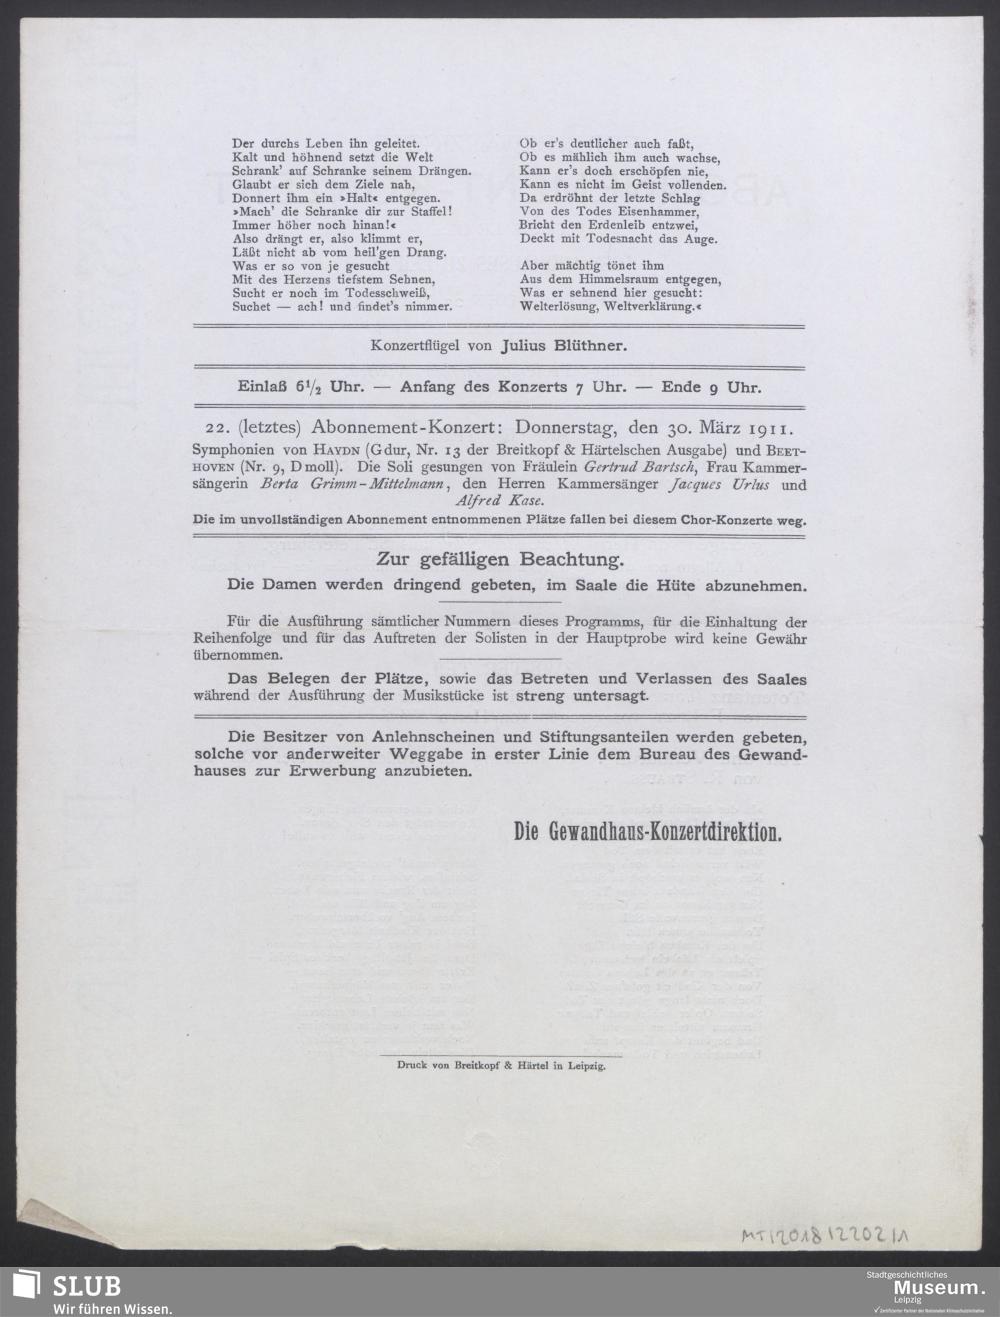 Der durchs Leben ihn geleitet.
Kalt und höhnend setzt die Welt
Schrank' auf Schranke seinem Drängen.
Glaubt er sich dem Ziele nah,
Donnert ihm ein »Halt« entgegen.
»Mach' die Schranke dir zur Staffel!
Immer höher noch hinan!«
Also drängt er, also klimmt er,
Läßt nicht ab vom heil'gen Drang.
Was er so von je gesucht
Mit des Herzens tiefstem Sehnen,
Sucht er noch im Todesschweiß,
Suchet — ach! und findet's nimmer.
Ob er's deutlicher auch faßt,
Ob es mählich ihm auch wachse,
Kann er's doch erschöpfen nie,
Kann es nicht im Geist vollenden.
Da erdröhnt der letzte Schlag
Von des Todes Eisenhammer,
Bricht den Erdenleib entzwei,
Deckt mit Todesnacht das Auge.
Aber mächtig tönet ihm
Aus dem Himmelsraum entgegen,
Was er sehnend hier gesucht:
Welterlösung, Weltverklärung.«
Konzertflügel von Julius Blüthner.
Einlaß 6½ Uhr. — Anfang des Konzerts 7 Uhr. — Ende 9 Uhr.
22. (letztes) Abonnement-Konzert: Donnerstag, den 30. März 1911.
Symphonien von HAYDN (G dur, Nr. 13 der Breitkopf & Härtelschen Ausgabe) und BEET-
HOVEN (Nr. 9, D moll). Die Soli gesungen von Fräulein Gertrud Bartsch, Frau Kammer-
sängerin Berta Grimm-Mittelmann, den Herren Kammersänger Jacques Urlus und
Alfred Kase.
Die im unvollständigen Abonnement entnommenen Plätze fallen bei diesem Chor-Konzerte weg.
Zur gefälligen Beachtung.
Die Damen werden dringend gebeten, im Saale die Hüte abzunehmen.
Für die Ausführung sämtlicher Nummern dieses Programms, für die Einhaltung der
Reihenfolge und für das Auftreten der Solisten in der Hauptprobe wird keine Gewähr
übernommen.
Das Belegen der Plätze, sowie das Betreten und Verlassen des Saales
während der Ausführung der Musikstücke ist streng untersagt.
Die Besitzer von Anlehnscheinen und Stiftungsanteilen werden gebeten,
solche vor anderweiter Weggabe in erster Linie dem Bureau des Gewand-
hauses zur Erwerbung anzubieten.
Die Gewandhaus-Konzertdirektion.
Druck von Breitkopf & Härtel in Leipzig.
MT/2018/2202/1
SLUB
Wir führen Wissen.
Stadtgeschichtliches
Museum.
Leipzig
Zertifizierter Partner der Nationalen Klimaschutzinitiative